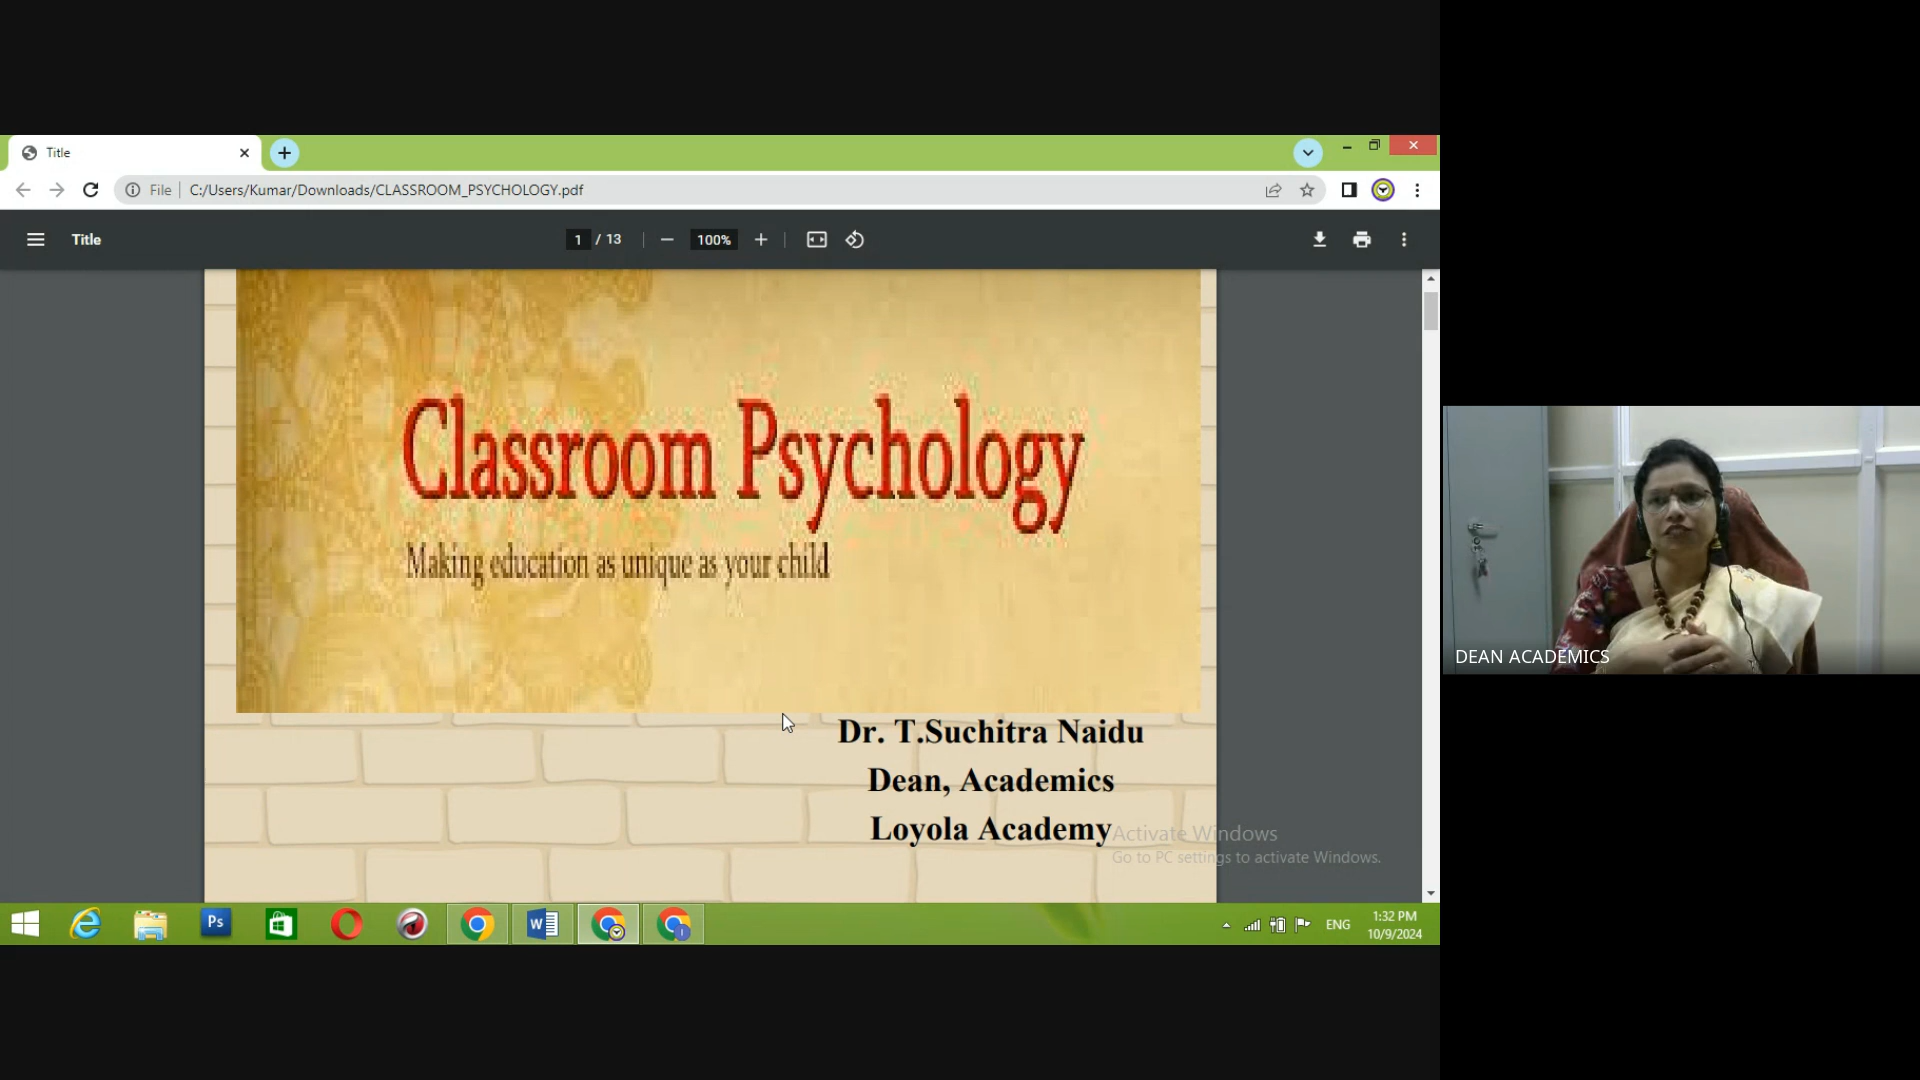 Title
File
C:/Users/Kumar/Downloads/CLASSROOM_PSYCHOLOGY.pdf
Title
1 / 13
100%
Classroom Psychology
Making education as unique as your child
Dr. T.Suchitra Naidu
Dean, Academics
Loyola Academy
Activate Windows
Go to PC settings to activate Windows.
DEAN ACADEMICS
Ps
W
ENG
1:32 PM
10/9/2024